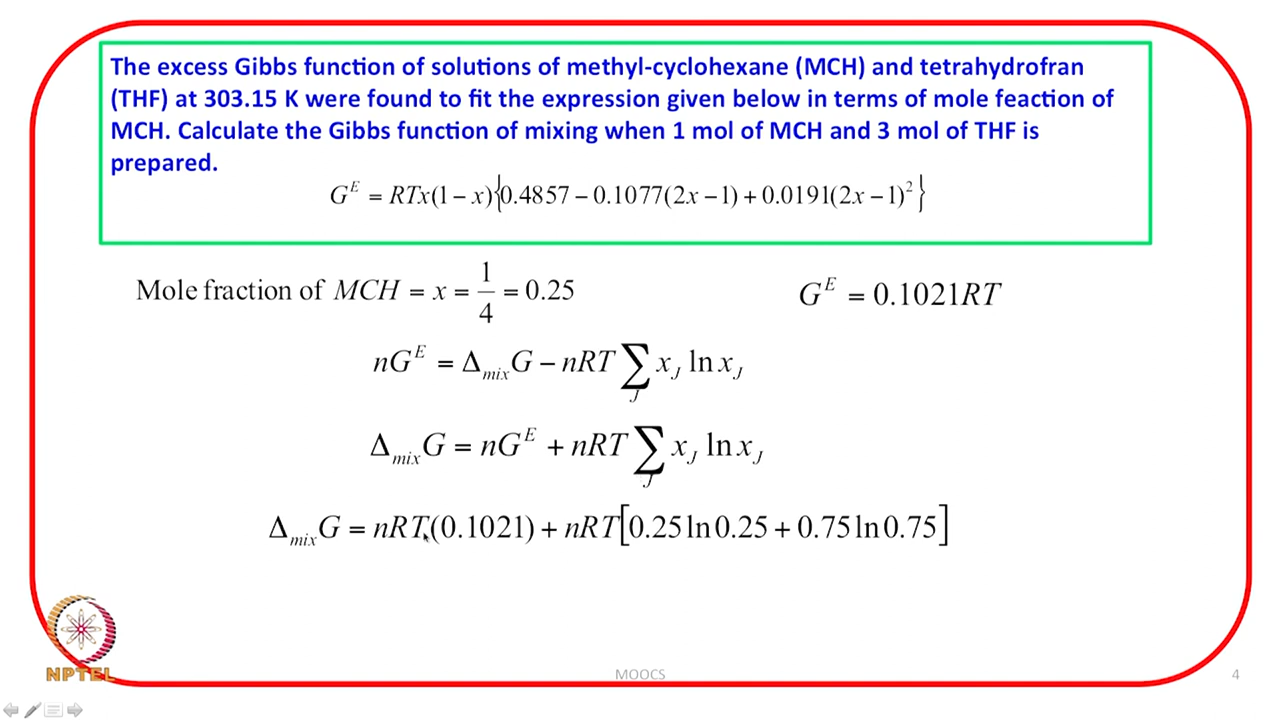 The excess Gibbs function of solutions of methyl-cyclohexane (MCH) and tetrahydrofran
(THF) at 303.15 K were found to fit the expression given below in terms of mole feaction of
MCH. Calculate the Gibbs function of mixing when 1 mol of MCH and 3 mol of THF is
prepared.
G^E = RTx(1 − x){0.4857 − 0.1077(2x − 1) + 0.0191(2x − 1)^2}
Mole fraction of MCH = x = 1/4 = 0.25
G^E = 0.1021RT
nG^E = Δ_mix G − nRT ∑_J x_J ln x_J
Δ_mix G = nG^E + nRT ∑_J x_J ln x_J
Δ_mix G = nRT(0.1021) + nRT[0.25 ln 0.25 + 0.75 ln 0.75]
NPTEL
MOOCS
4